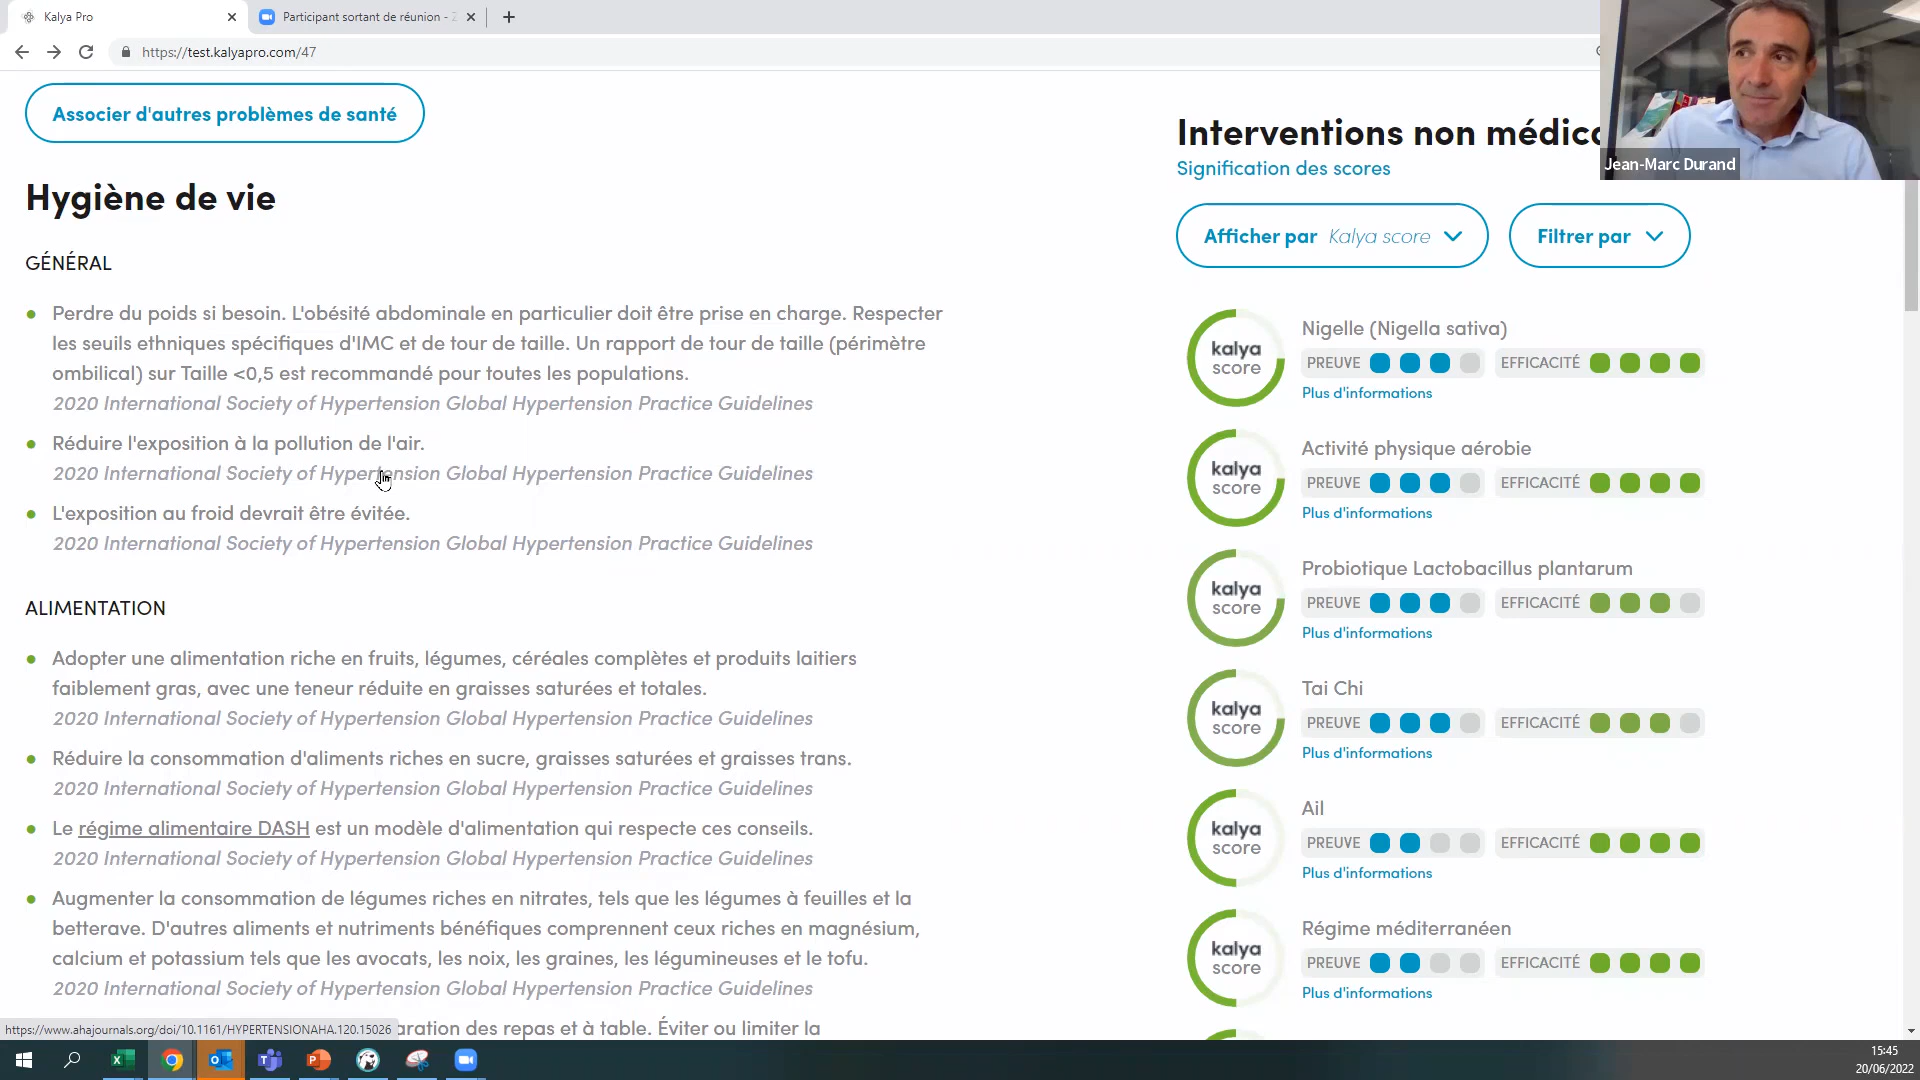 Kalya Pro
Participant sortant de réunion -
https://test.kalyapro.com/47
Jean-Marc Durand
Associer d'autres problèmes de santé
Hygiène de vie
GÉNÉRAL
Perdre du poids si besoin. L'obésité abdominale en particulier doit être prise en charge. Respecter
les seuils ethniques spécifiques d'IMC et de tour de taille. Un rapport de tour de taille (périmètre
ombilical) sur Taille <0,5 est recommandé pour toutes les populations.
2020 International Society of Hypertension Global Hypertension Practice Guidelines
Réduire l'exposition à la pollution de l'air.
2020 International Society of Hypertension Global Hypertension Practice Guidelines
L'exposition au froid devrait être évitée.
2020 International Society of Hypertension Global Hypertension Practice Guidelines
ALIMENTATION
Adopter une alimentation riche en fruits, légumes, céréales complètes et produits laitiers
faiblement gras, avec une teneur réduite en graisses saturées et totales.
2020 International Society of Hypertension Global Hypertension Practice Guidelines
Réduire la consommation d'aliments riches en sucre, graisses saturées et graisses trans.
2020 International Society of Hypertension Global Hypertension Practice Guidelines
Le régime alimentaire DASH est un modèle d'alimentation qui respecte ces conseils.
2020 International Society of Hypertension Global Hypertension Practice Guidelines
Augmenter la consommation de légumes riches en nitrates, tels que les légumes à feuilles et la
betterave. D'autres aliments et nutriments bénéfiques comprennent ceux riches en magnésium,
calcium et potassium tels que les avocats, les noix, les graines, les légumineuses et le tofu.
2020 International Society of Hypertension Global Hypertension Practice Guidelines
des repas et à table. Éviter ou limiter la
https://www.ahajournals.org/doi/10.1161/HYPERTENSIONAHA.120.15026
Interventions non
Signification des scores
Afficher par Kalya score
Filtrer par
kalya
score
Nigelle (Nigella sativa)
PREUVE EFFICACITÉ
Plus d'informations
kalya
score
Activité physique aérobie
PREUVE EFFICACITÉ
Plus d'informations
kalya
score
Probiotique Lactobacillus plantarum
PREUVE EFFICACITÉ
Plus d'informations
kalya
score
Tai Chi
PREUVE EFFICACITÉ
Plus d'informations
kalya
score
Ail
PREUVE EFFICACITÉ
Plus d'informations
kalya
score
Régime méditerranéen
PREUVE EFFICACITÉ
Plus d'informations
15:45
20/06/2022